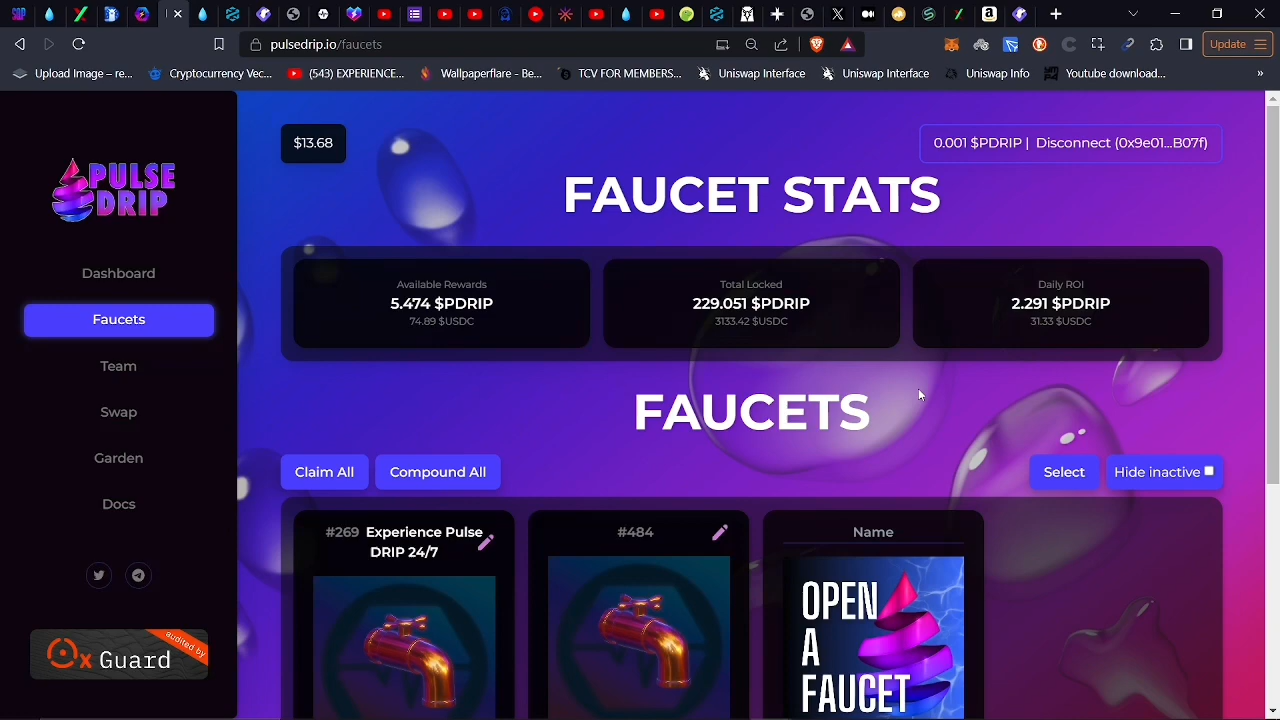 Update
pulsedrip.io/faucets
Upload Image – re...
Cryptocurrency Vec...
(543) EXPERIENCE...
Wallpaperflare - Be...
TCV FOR MEMBERS...
Uniswap Interface
Uniswap Interface
Uniswap Info
Youtube download...
»
PULSE
DRIP
Dashboard
Faucets
Team
Swap
Garden
Docs
audited by
0x Guard
$13.68
0.001 $PDRIP | Disconnect (0x9e01...B07f)
FAUCET STATS
Available Rewards
5.474 $PDRIP
74.89 $USDC
Total Locked
229.051 $PDRIP
3133.42 $USDC
Daily ROI
2.291 $PDRIP
31.33 $USDC
FAUCETS
Claim All
Compound All
Select
Hide inactive
#269 Experience Pulse
DRIP 24/7
#484
Name
OPEN
A
FAUCET